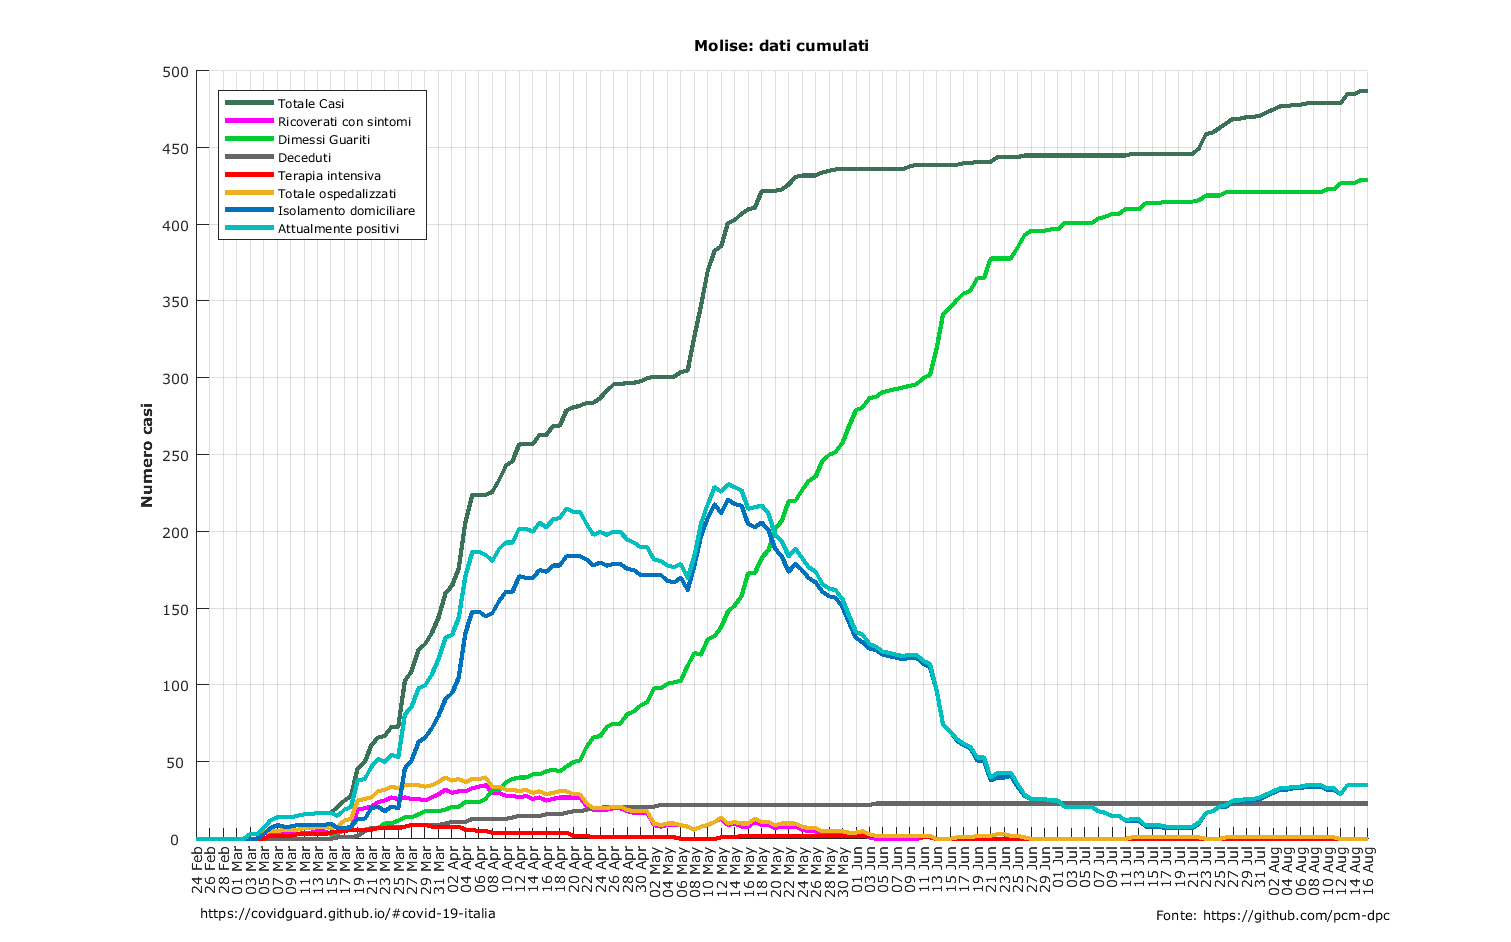 Molise: dati cumulati
500
450
400
350
300
250
200
150
100
50
0
Numero casi
Totale Casi
Ricoverati con sintomi
Dimessi Guariti
Deceduti
Terapia intensiva
Totale ospedalizzati
Isolamento domiciliare
Attualmente positivi
24 Feb
26 Feb
28 Feb
01 Mar
03 Mar
05 Mar
07 Mar
09 Mar
11 Mar
13 Mar
15 Mar
17 Mar
19 Mar
21 Mar
23 Mar
25 Mar
27 Mar
29 Mar
31 Mar
02 Apr
04 Apr
06 Apr
08 Apr
10 Apr
12 Apr
14 Apr
16 Apr
18 Apr
20 Apr
22 Apr
24 Apr
26 Apr
28 Apr
30 Apr
02 May
04 May
06 May
08 May
10 May
12 May
14 May
16 May
18 May
20 May
22 May
24 May
26 May
28 May
30 May
01 Jun
03 Jun
05 Jun
07 Jun
09 Jun
11 Jun
13 Jun
15 Jun
17 Jun
19 Jun
21 Jun
23 Jun
25 Jun
27 Jun
29 Jun
01 Jul
03 Jul
05 Jul
07 Jul
09 Jul
11 Jul
13 Jul
15 Jul
17 Jul
19 Jul
21 Jul
23 Jul
25 Jul
27 Jul
29 Jul
31 Jul
02 Aug
04 Aug
06 Aug
08 Aug
10 Aug
12 Aug
14 Aug
16 Aug
https://covidguard.github.io/#covid-19-italia
Fonte: https://github.com/pcm-dpc